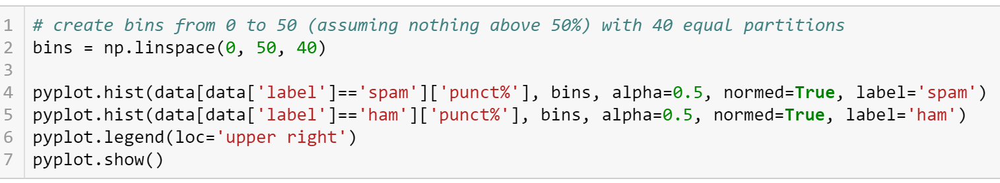 1 # create bins from 0 to 50 (assuming nothing above 50%) with 40 equal partitions
2 bins = np.linspace(0, 50, 40)
3
4 pyplot.hist(data[data['label']=='spam']['punct%'], bins, alpha=0.5, normed=True, label='spam')
5 pyplot.hist(data[data['label']=='ham']['punct%'], bins, alpha=0.5, normed=True, label='ham')
6 pyplot.legend(loc='upper right')
7 pyplot.show()